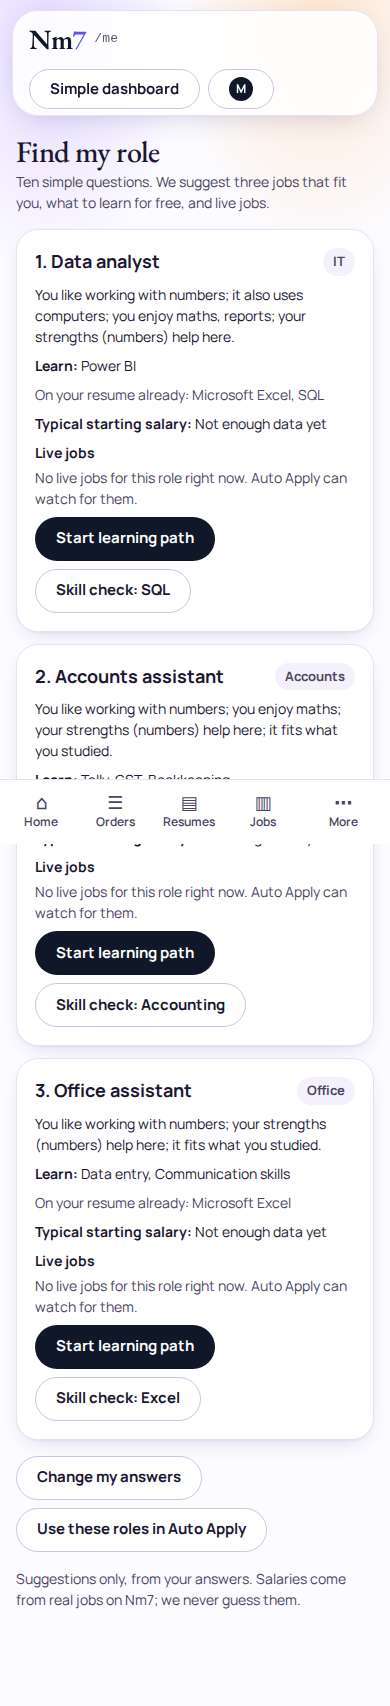 Nm7 /me
Simple dashboard
M
Find my role
Ten simple questions. We suggest three jobs that fit
you, what to learn for free, and live jobs.
1. Data analyst
IT
You like working with numbers; it also uses
computers; you enjoy maths, reports; your
strengths (numbers) help here.
Learn: Power BI
On your resume already: Microsoft Excel, SQL
Typical starting salary: Not enough data yet
Live jobs
No live jobs for this role right now. Auto Apply can
watch for them.
Start learning path
Skill check: SQL
2. Accounts assistant
Accounts
You like working with numbers; you enjoy maths;
your strengths (numbers) help here; it fits what
you studied.
Learn: Tally, GST, Bookkeeping
Home
Orders
Resumes
Jobs
More
Live jobs
No live jobs for this role right now. Auto Apply can
watch for them.
Start learning path
Skill check: Accounting
3. Office assistant
Office
You like working with numbers; your strengths
(numbers) help here; it fits what you studied.
Learn: Data entry, Communication skills
On your resume already: Microsoft Excel
Typical starting salary: Not enough data yet
Live jobs
No live jobs for this role right now. Auto Apply can
watch for them.
Start learning path
Skill check: Excel
Change my answers
Use these roles in Auto Apply
Suggestions only, from your answers. Salaries come
from real jobs on Nm7; we never guess them.